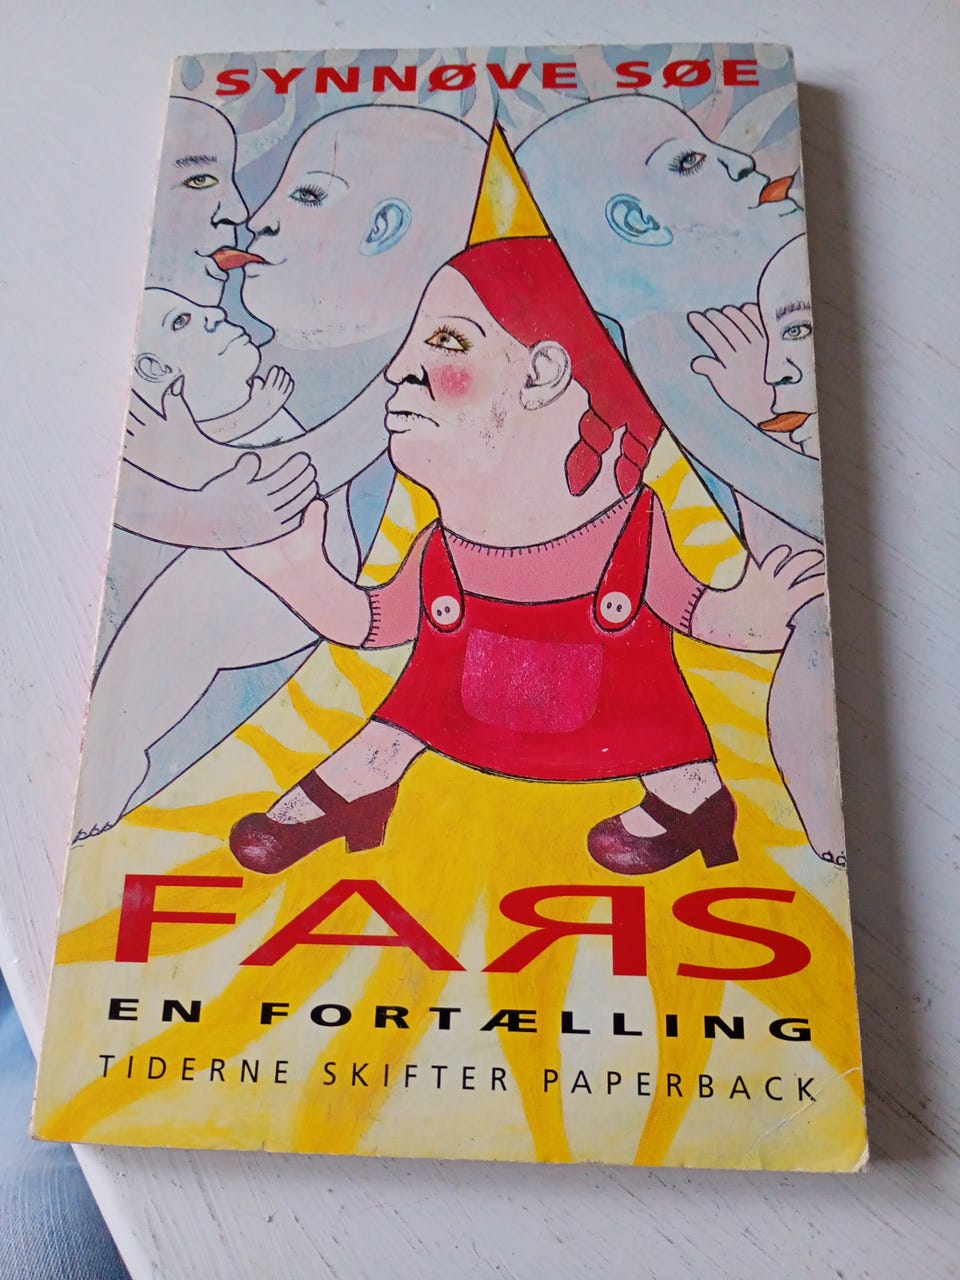 SYNNØVE SØE
FARS
EN FORTÆLLING
TIDERNE SKIFTER PAPERBACK